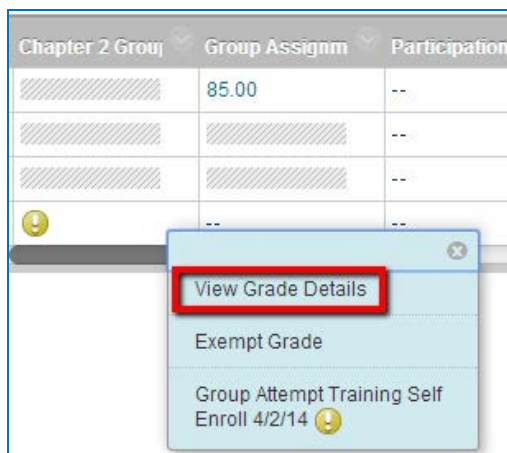 Chapter 2 Grou Group Assignm Participation
85.00 --
--
--
-- --
View Grade Details
Exempt Grade
Group Attempt Training Self
Enroll 4/2/14